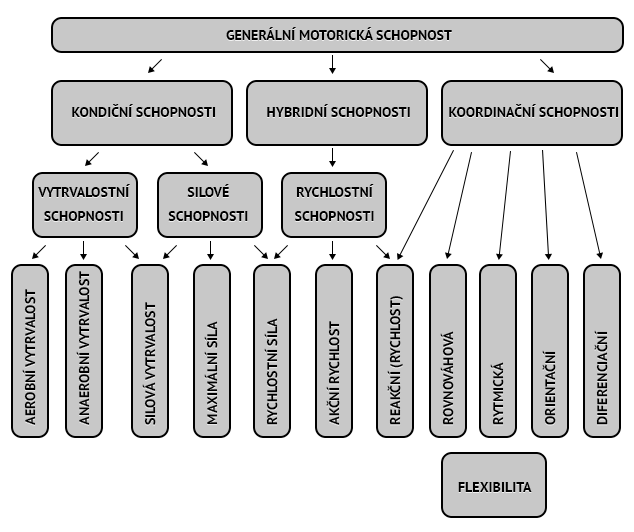 GENERÁLNÍ MOTORICKÁ SCHOPNOST
KONDIČNÍ SCHOPNOSTI
HYBRIDNÍ SCHOPNOSTI
KOORDINAČNÍ SCHOPNOSTI
VYTRVALOSTNÍ
SCHOPNOSTI
SILOVÉ
SCHOPNOSTI
RYCHLOSTNÍ
SCHOPNOSTI
AEROBNÍ VYTRVALOST
ANAEROBNÍ VYTRVALOST
SILOVÁ VYTRVALOST
MAXIMÁLNÍ SÍLA
RYCHLOSTNÍ SÍLA
AKČNÍ RYCHLOST
REAKČNÍ (RYCHLOST)
ROVNOVÁHOVÁ
RYTMICKÁ
ORIENTAČNÍ
DIFERENCIAČNÍ
FLEXIBILITA